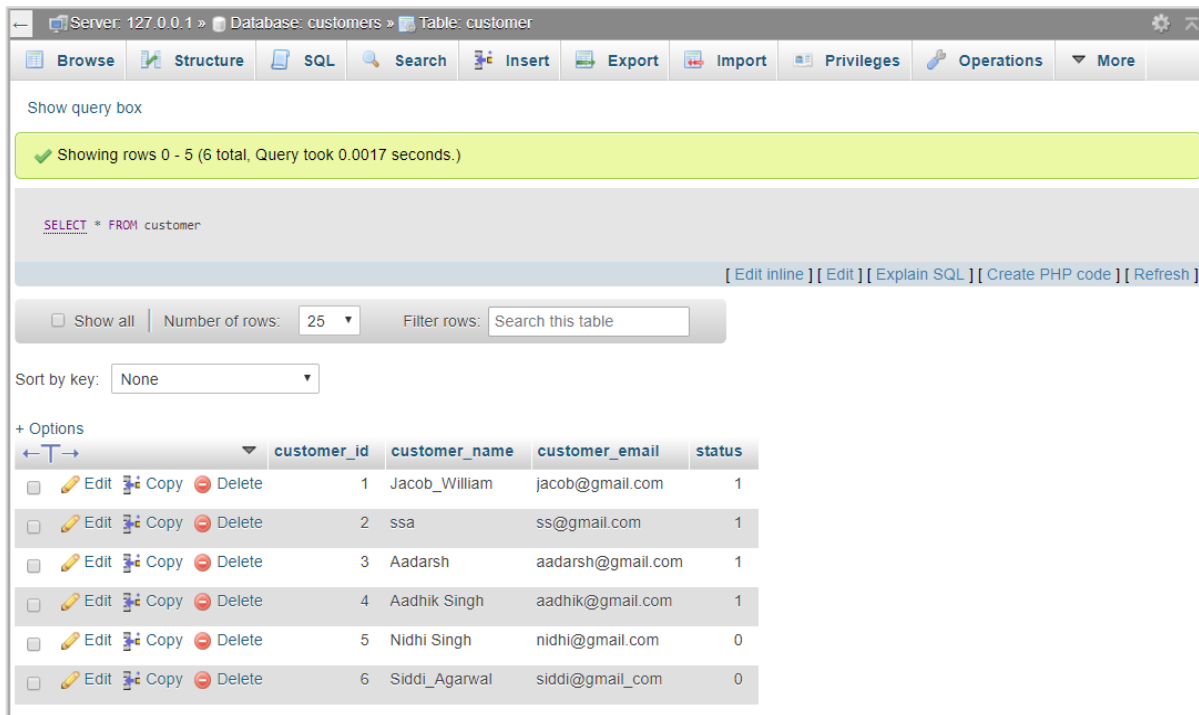 ← Server: 127.0.0.1 » Database: customers » Table: customer
Browse Structure SQL Search Insert Export Import Privileges Operations ▼ More
Show query box
Showing rows 0 - 5 (6 total, Query took 0.0017 seconds.)
SELECT * FROM customer
[ Edit inline ] [ Edit ] [ Explain SQL ] [ Create PHP code ] [ Refresh ]
Show all | Number of rows: 25 ▼ Filter rows: Search this table
Sort by key: None ▼
+ Options
←T→ ▼ customer_id customer_name customer_email status
Edit Copy Delete 1 Jacob_William jacob@gmail.com 1
Edit Copy Delete 2 ssa ss@gmail.com 1
Edit Copy Delete 3 Aadarsh aadarsh@gmail.com 1
Edit Copy Delete 4 Aadhik Singh aadhik@gmail.com 1
Edit Copy Delete 5 Nidhi Singh nidhi@gmail.com 0
Edit Copy Delete 6 Siddi_Agarwal siddi@gmail_com 0